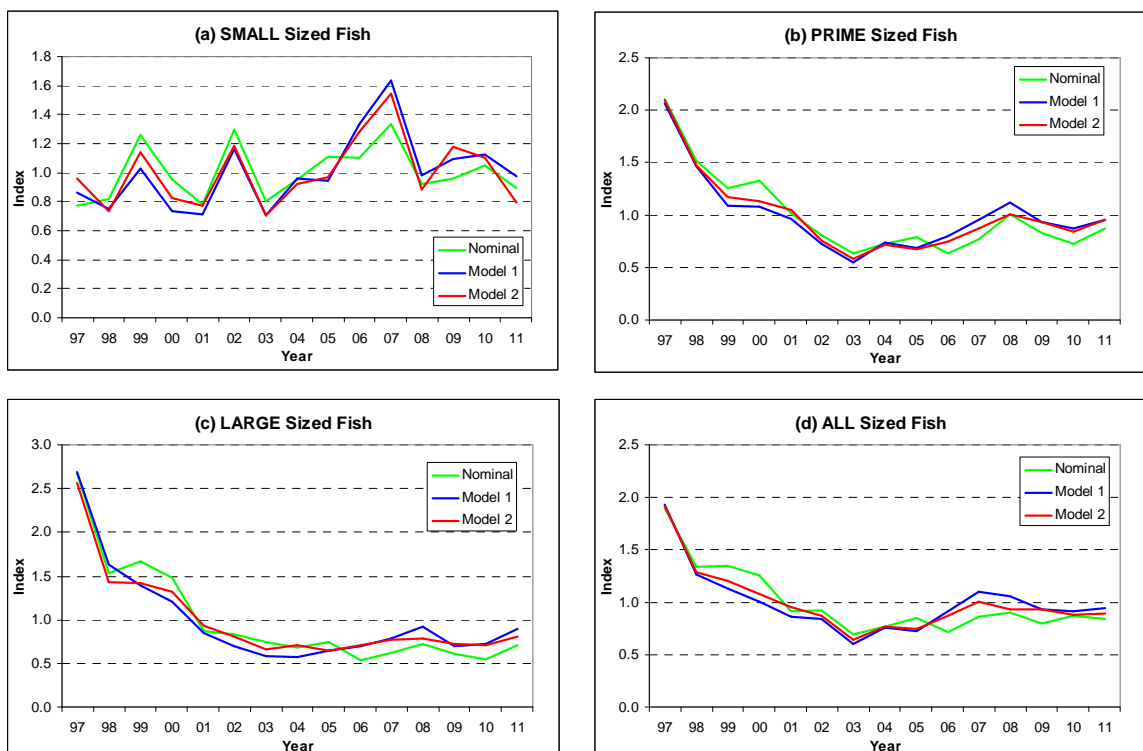 (a) SMALL Sized Fish
1.8
1.6
1.4
1.2
1.0
0.8
0.6
0.4
0.2
0.0
Index
Nominal
Model 1
Model 2
97 98 99 00 01 02 03 04 05 06 07 08 09 10 11
Year
(b) PRIME Sized Fish
2.5
2.0
1.5
1.0
0.5
0.0
Index
Nominal
Model 1
Model 2
97 98 99 00 01 02 03 04 05 06 07 08 09 10 11
Year
(c) LARGE Sized Fish
3.0
2.5
2.0
1.5
1.0
0.5
0.0
Index
Nominal
Model 1
Model 2
97 98 99 00 01 02 03 04 05 06 07 08 09 10 11
Year
(d) ALL Sized Fish
2.5
2.0
1.5
1.0
0.5
0.0
Index
Nominal
Model 1
Model 2
97 98 99 00 01 02 03 04 05 06 07 08 09 10 11
Year